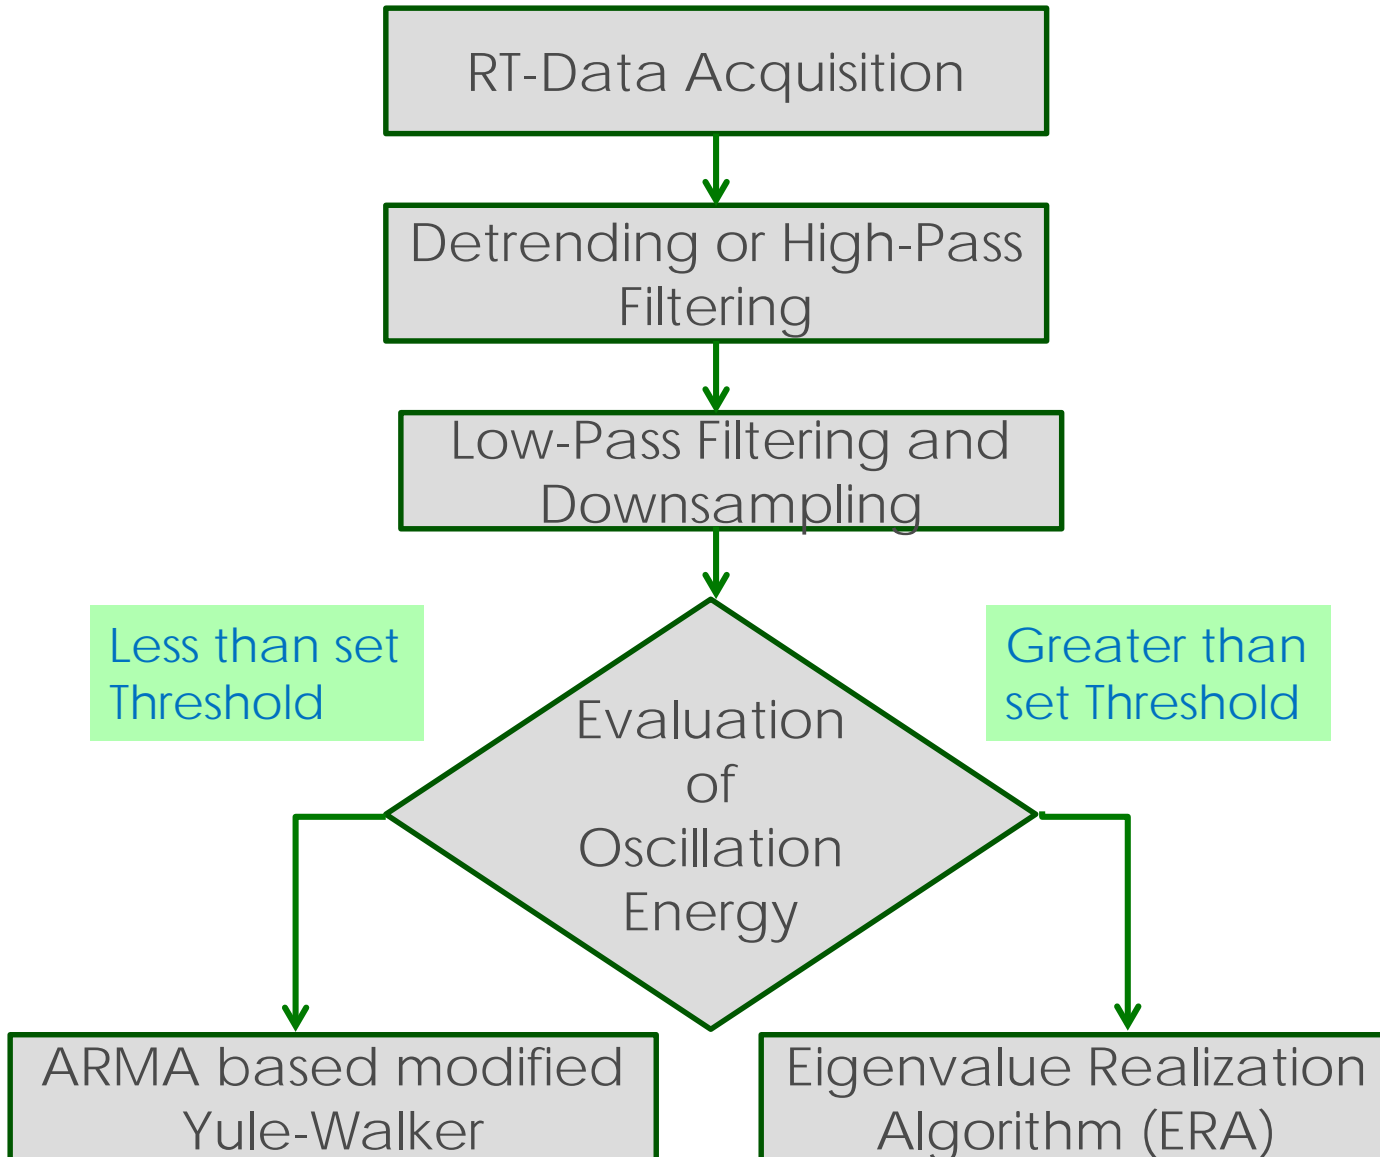 RT-Data Acquisition
Detrending or High-Pass
Filtering
Low-Pass Filtering and
Downsampling
Less than set
Threshold
Greater than
set Threshold
Evaluation
of
Oscillation
Energy
ARMA based modified
Yule-Walker
Eigenvalue Realization
Algorithm (ERA)